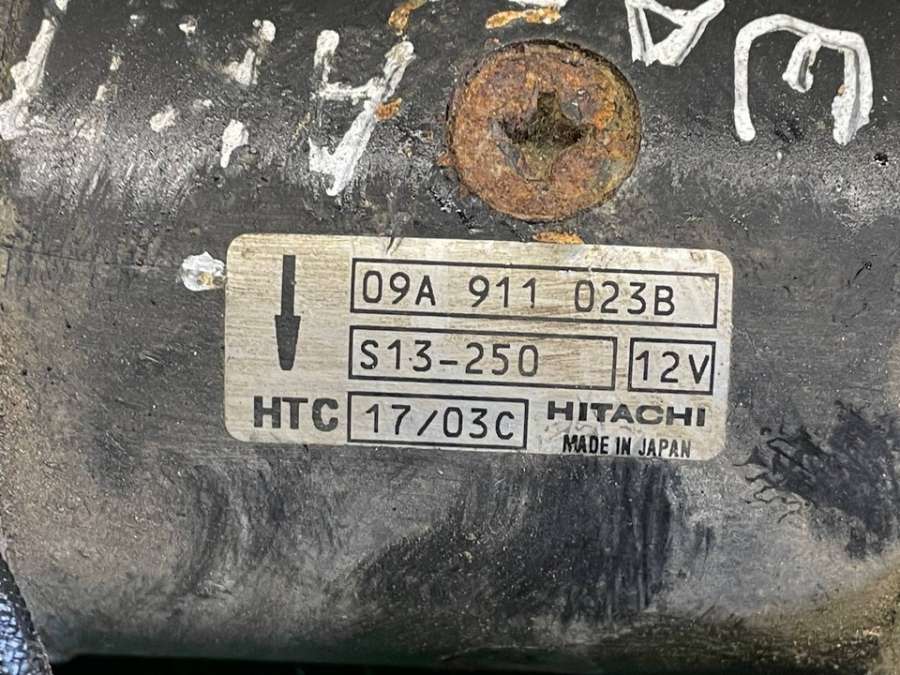 09A 911 023B
S13-250 12V
HTC 17/03C HITACHI
MADE IN JAPAN